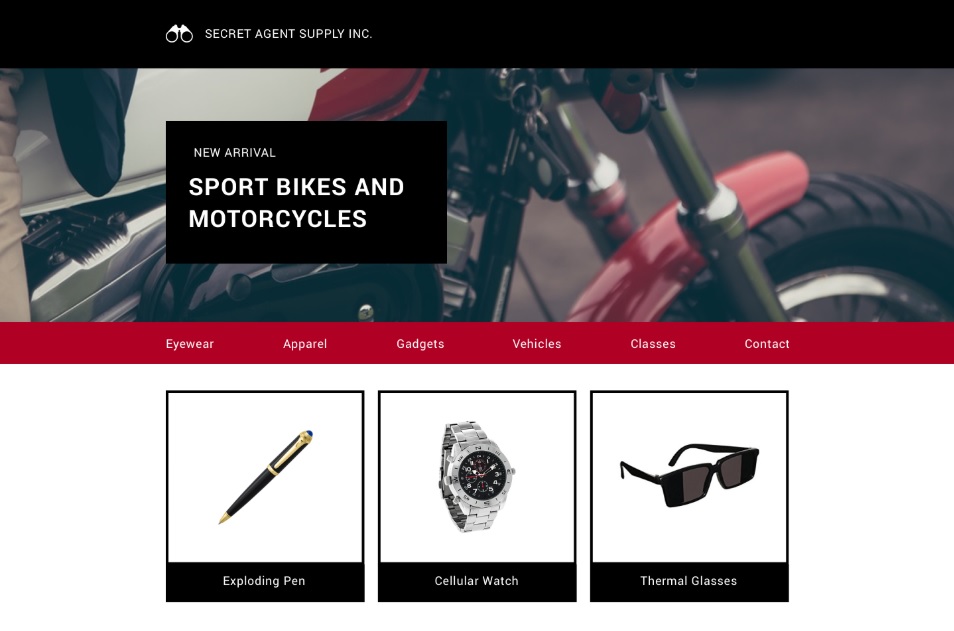 SECRET AGENT SUPPLY INC.
NEW ARRIVAL
SPORT BIKES AND
MOTORCYCLES
Eyewear
Apparel
Gadgets
Vehicles
Classes
Contact
Exploding Pen
Cellular Watch
Thermal Glasses